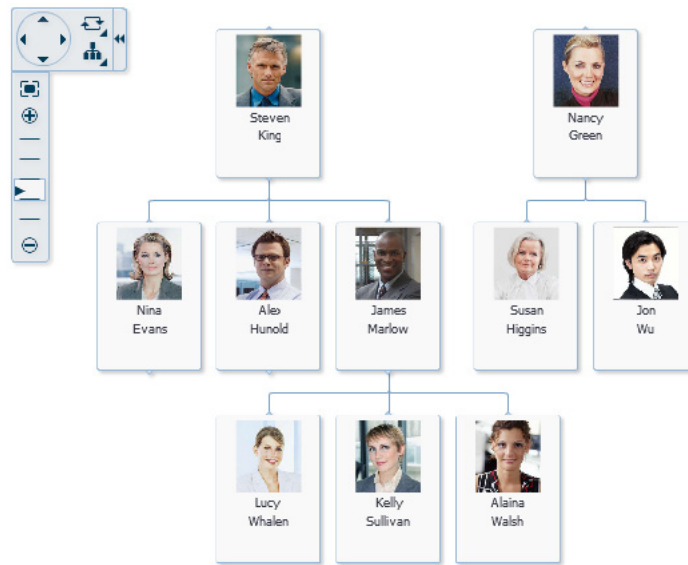 Steven
King
Nancy
Green
Nina
Evans
Alex
Hunold
James
Marlow
Susan
Higgins
Jon
Wu
Lucy
Whalen
Kelly
Sullivan
Alaina
Walsh